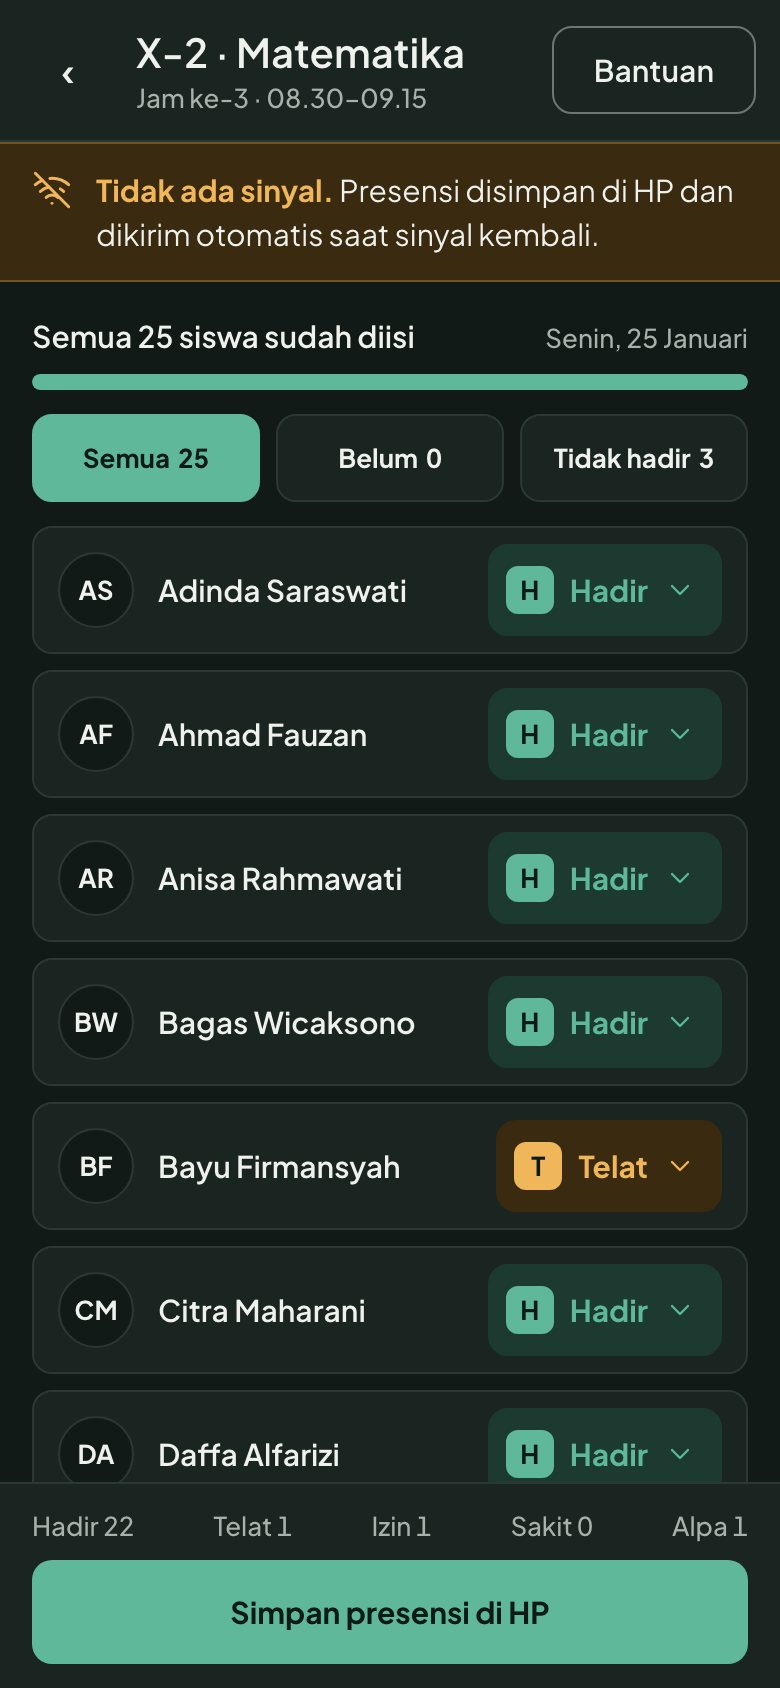 ‹
X-2 · Matematika
Jam ke-3 · 08.30–09.15
Bantuan
Tidak ada sinyal. Presensi disimpan di HP dan
dikirim otomatis saat sinyal kembali.
Semua 25 siswa sudah diisi
Senin, 25 Januari
Semua 25
Belum 0
Tidak hadir 3
AS Adinda Saraswati H Hadir
AF Ahmad Fauzan H Hadir
AR Anisa Rahmawati H Hadir
BW Bagas Wicaksono H Hadir
BF Bayu Firmansyah T Telat
CM Citra Maharani H Hadir
DA Daffa Alfarizi H Hadir
Hadir 22 Telat 1 Izin 1 Sakit 0 Alpa 1
Simpan presensi di HP